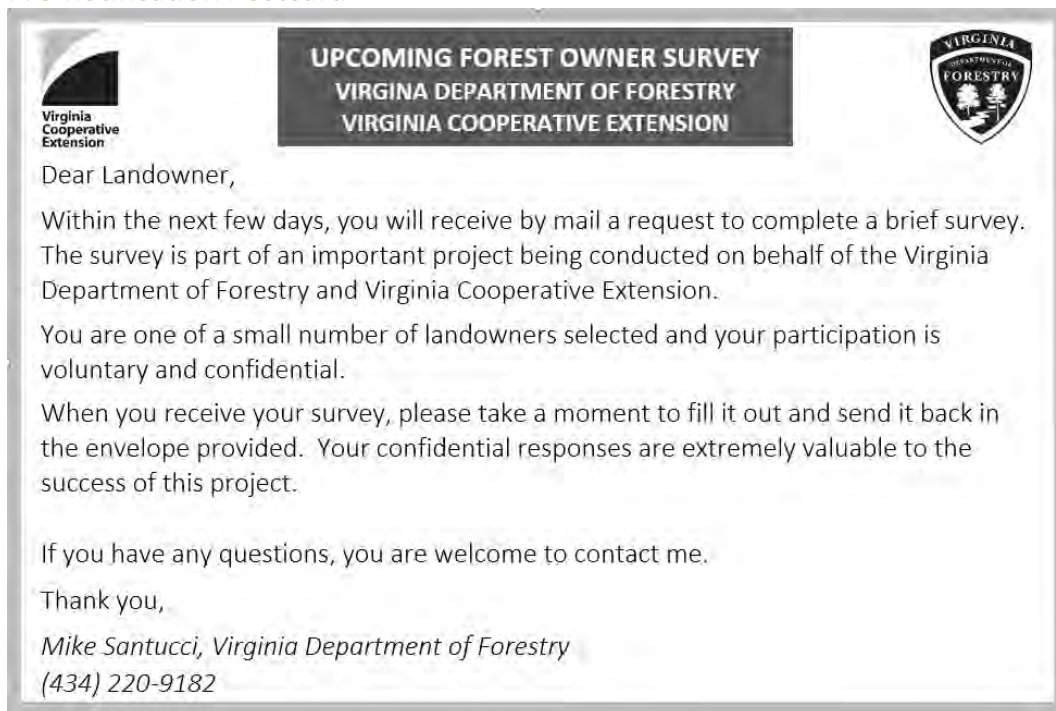 Virginia
Cooperative
Extension
UPCOMING FOREST OWNER SURVEY
VIRGINA DEPARTMENT OF FORESTRY
VIRGINIA COOPERATIVE EXTENSION
VIRGINIA
DEPARTMENT OF
FORESTRY
Dear Landowner,
Within the next few days, you will receive by mail a request to complete a brief survey.
The survey is part of an important project being conducted on behalf of the Virginia
Department of Forestry and Virginia Cooperative Extension.
You are one of a small number of landowners selected and your participation is
voluntary and confidential.
When you receive your survey, please take a moment to fill it out and send it back in
the envelope provided.  Your confidential responses are extremely valuable to the
success of this project.
If you have any questions, you are welcome to contact me.
Thank you,
Mike Santucci, Virginia Department of Forestry
(434) 220-9182